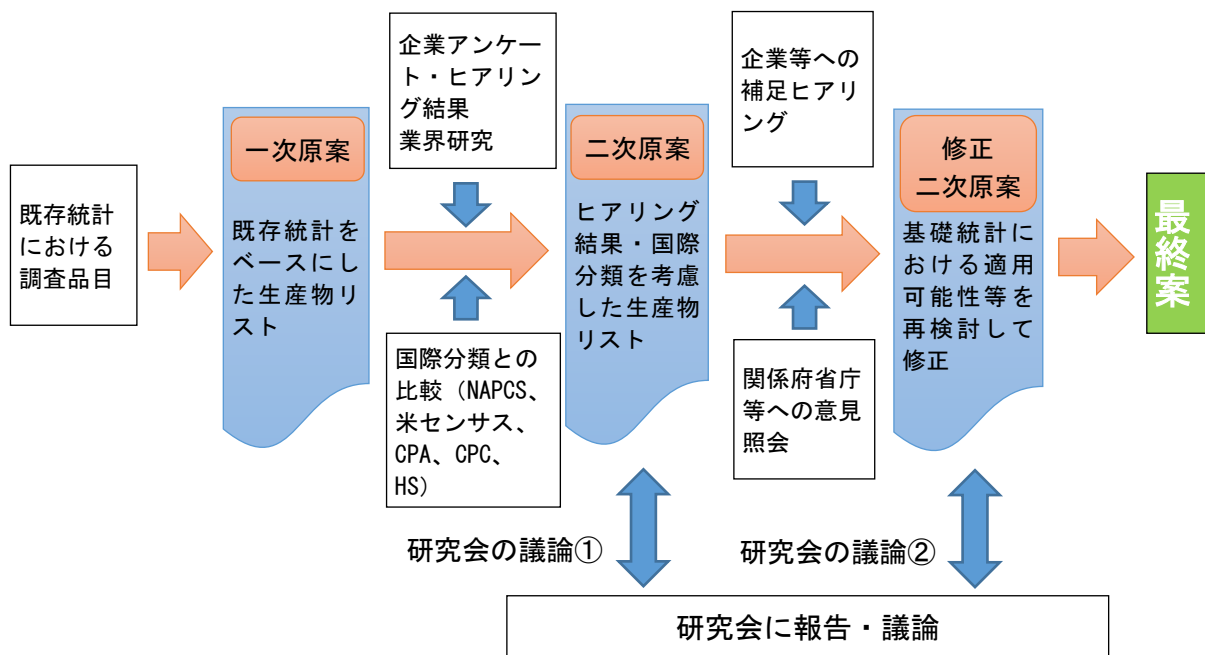 既存統計
における
調査品目
一次原案
既存統計を
ベースにし
た生産物リ
スト
企業アンケー
ト・ヒアリン
グ結果
業界研究
国際分類との
比較（NAPCS、
米センサス、
CPA、CPC、
HS）
二次原案
ヒアリング
結果・国際
分類を考慮
した生産物
リスト
企業等への
補足ヒアリ
ング
関係府省庁
等への意見
照会
修正
二次原案
基礎統計に
おける適用
可能性等を
再検討して
修正
最終案
研究会の議論①
研究会の議論②
研究会に報告・議論